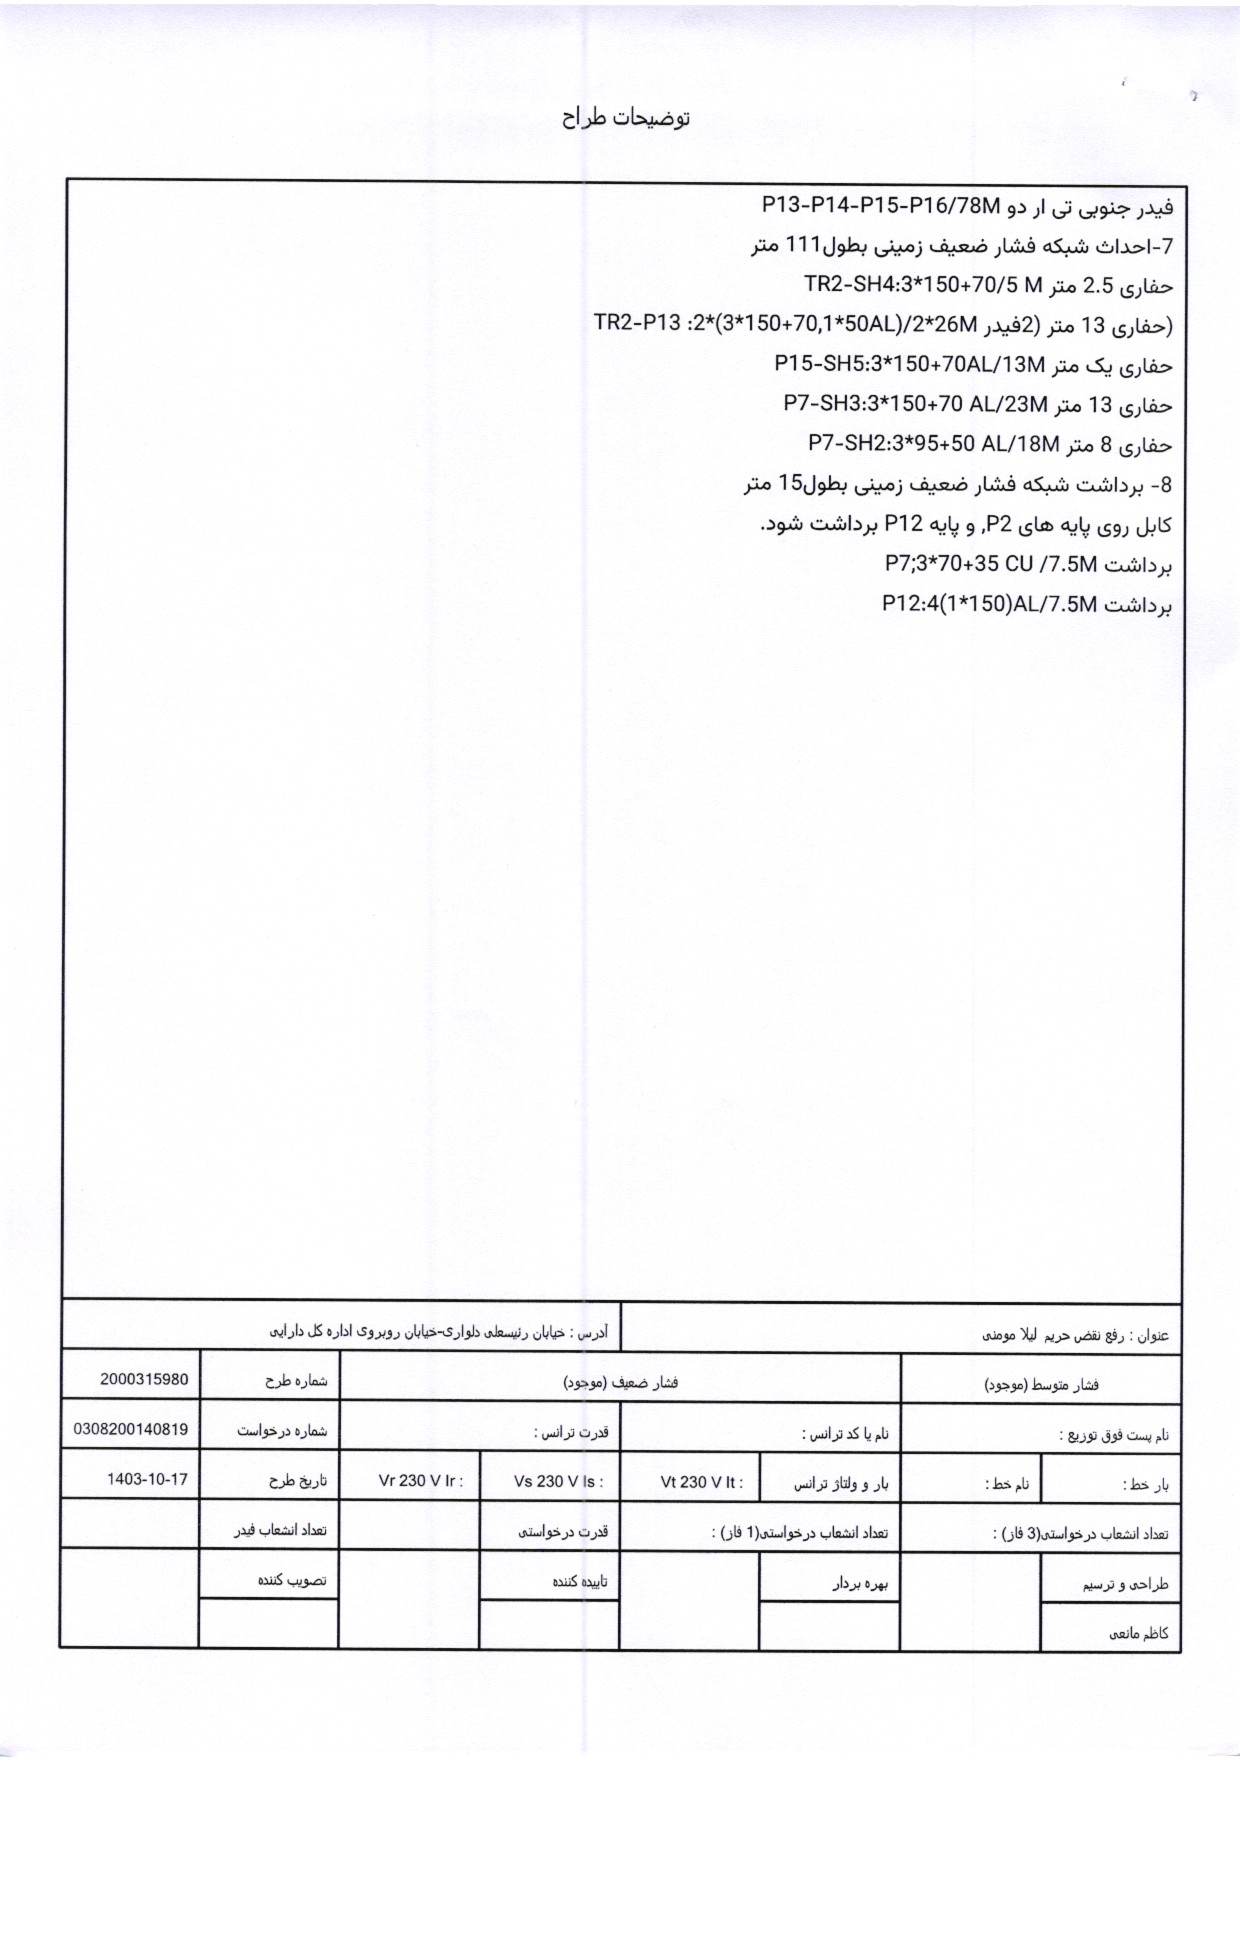 توضیحات طراح
فیدر جنوبی تی ار دو P13-P14-P15-P16/78M
7-احداث شبکه فشار ضعیف زمینی بطول111 متر
حفاری 2.5 متر TR2-SH4:3*150+70/5 M
(حفاری 13 متر (2فیدر TR2-P13 :2*(3*150+70,1*50AL)/2*26M
حفاری یک متر P15-SH5:3*150+70AL/13M
حفاری 13 متر P7-SH3:3*150+70 AL/23M
حفاری 8 متر P7-SH2:3*95+50 AL/18M
8- برداشت شبکه فشار ضعیف زمینی بطول15 متر
کابل روی پایه های P2, و پایه P12 برداشت شود.
برداشت P7;3*70+35 CU /7.5M
برداشت P12:4(1*150)AL/7.5M
عنوان : رفع نقض حریم لیلا مومنی آدرس : خیابان رئیسعلی دلواری-خیابان روبروی اداره کل دارایی
فشار متوسط (موجود) فشار ضعیف (موجود) شماره طرح 2000315980
نام پست فوق توزیع : نام یا کد ترانس : قدرت ترانس : شماره درخواست 0308200140819
بار خط : نام خط : بار و ولتاژ ترانس Vt 230 V It : Vs 230 V Is : Vr 230 V Ir : تاریخ طرح 1403-10-17
تعداد انشعاب درخواستی(3 فاز) : تعداد انشعاب درخواستی(1 فاز) : قدرت درخواستی تعداد انشعاب فیدر
طراحی و ترسیم بهره بردار تاییده کننده تصویب کننده
کاظم مانعی